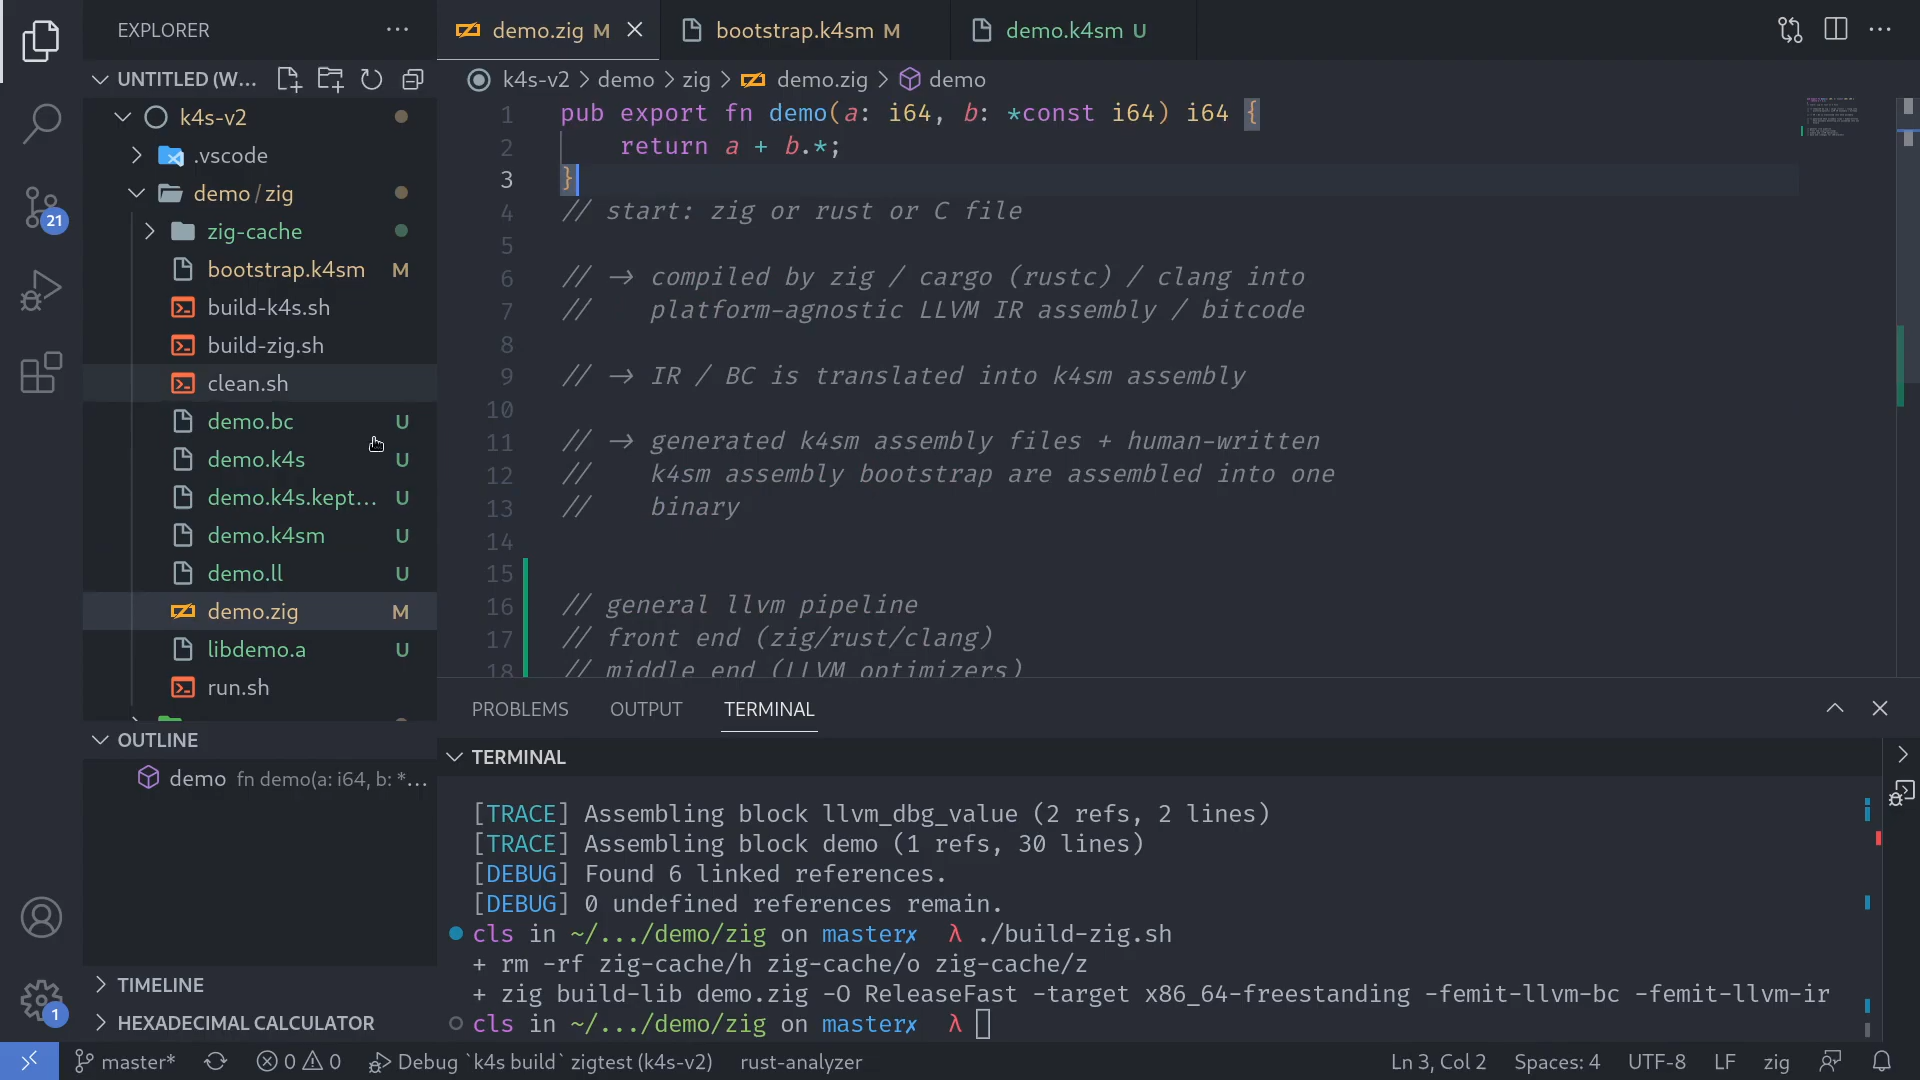 EXPLORER
UNTITLED (W...
k4s-v2
.vscode
demo / zig
zig-cache
bootstrap.k4sm M
build-k4s.sh
build-zig.sh
clean.sh
demo.bc U
demo.k4s U
demo.k4s.kept... U
demo.k4sm U
demo.ll U
demo.zig M
libdemo.a U
run.sh
OUTLINE
demo fn demo(a: i64, b: *...
TIMELINE
HEXADECIMAL CALCULATOR
21
1
demo.zig M
bootstrap.k4sm M
demo.k4sm U
k4s-v2 > demo > zig > demo.zig > demo
1 pub export fn demo(a: i64, b: *const i64) i64 {
2 return a + b.*;
3 }
4 // start: zig or rust or C file
5
6 // → compiled by zig / cargo (rustc) / clang into
7 // platform-agnostic LLVM IR assembly / bitcode
8
9 // → IR / BC is translated into k4sm assembly
10
11 // → generated k4sm assembly files + human-written
12 // k4sm assembly bootstrap are assembled into one
13 // binary
14
15
16 // general llvm pipeline
17 // front end (zig/rust/clang)
18 // middle end (LLVM optimizers)
PROBLEMS OUTPUT TERMINAL
TERMINAL
[TRACE] Assembling block llvm_dbg_value (2 refs, 2 lines)
[TRACE] Assembling block demo (1 refs, 30 lines)
[DEBUG] Found 6 linked references.
[DEBUG] 0 undefined references remain.
cls in ~/.../demo/zig on master✗ λ ./build-zig.sh
+ rm -rf zig-cache/h zig-cache/o zig-cache/z
+ zig build-lib demo.zig -O ReleaseFast -target x86_64-freestanding -femit-llvm-bc -femit-llvm-ir
cls in ~/.../demo/zig on master✗ λ
master* 0 0 Debug `k4s build` zigtest (k4s-v2) rust-analyzer Ln 3, Col 2 Spaces: 4 UTF-8 LF zig